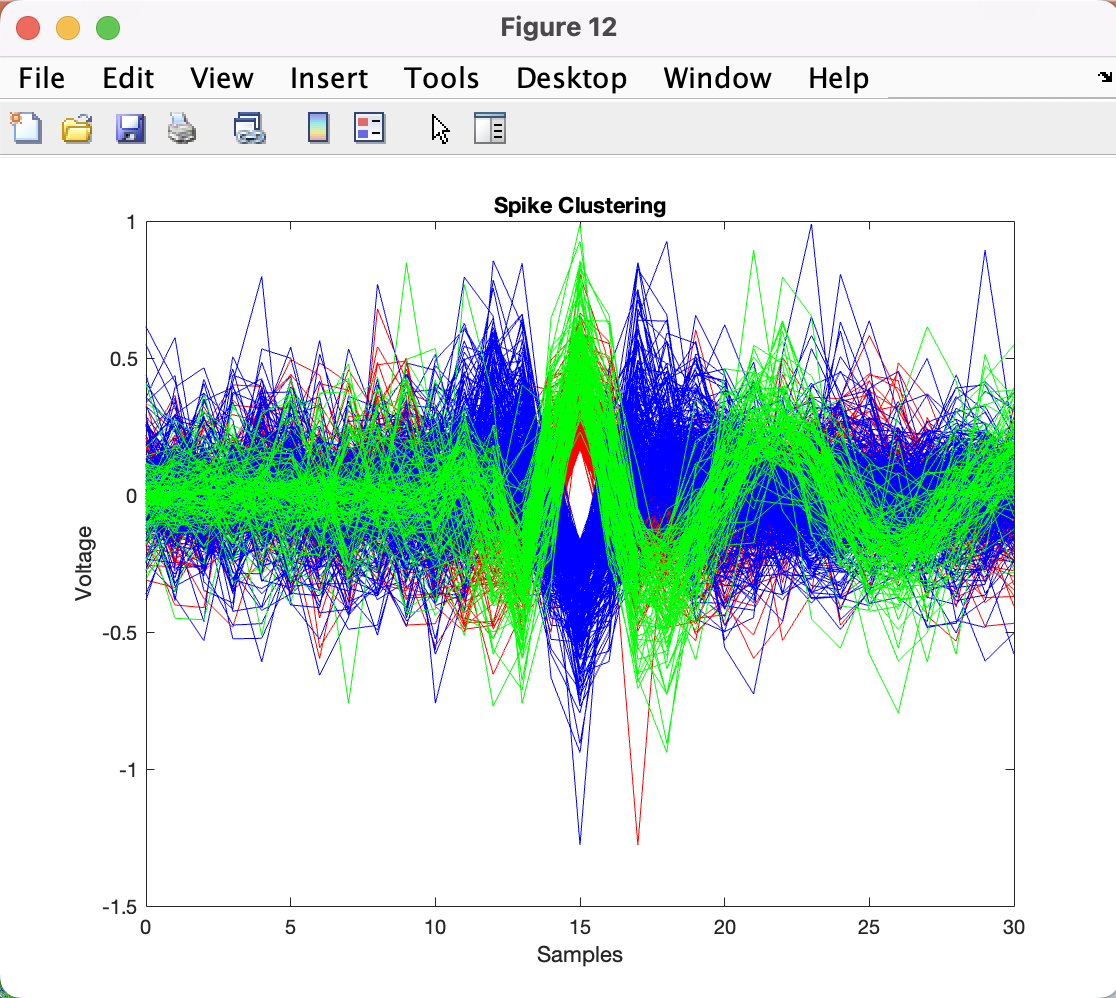 Figure 12
File Edit View Insert Tools Desktop Window Help
Spike Clustering
1
0.5
0
-0.5
-1
-1.5
Voltage
0 5 10 15 20 25 30
Samples